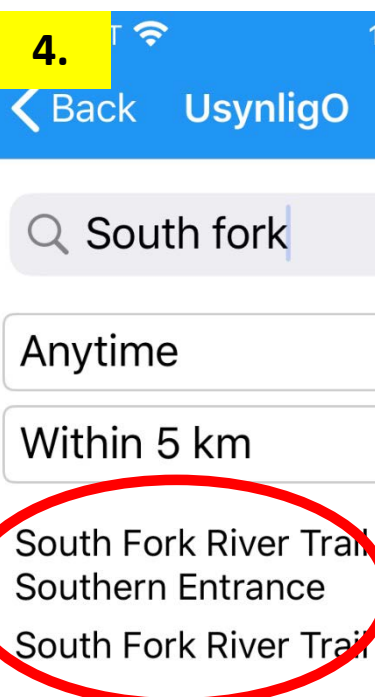 4.
T
Back UsynligO
South fork
Anytime
Within 5 km
South Fork River Trail
Southern Entrance
South Fork River Trail